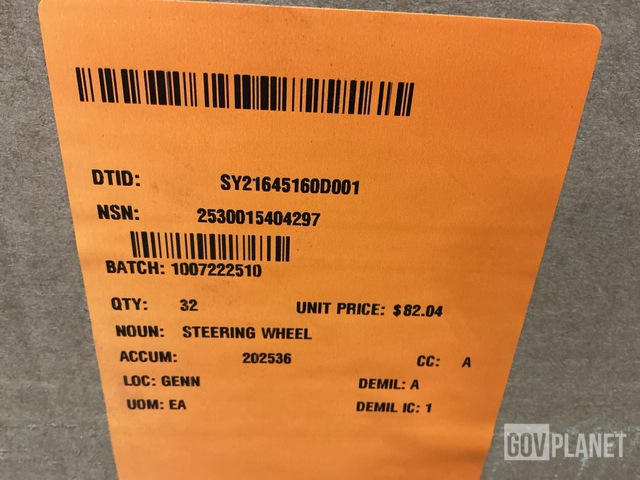 DTID: SY21645160D001
NSN: 2530015404297
BATCH: 1007222510
QTY: 32 UNIT PRICE: $82.04
NOUN: STEERING WHEEL
ACCUM: 202536 CC: A
LOC: GENN DEMIL: A
UOM: EA DEMIL IC: 1
GOVPLANET